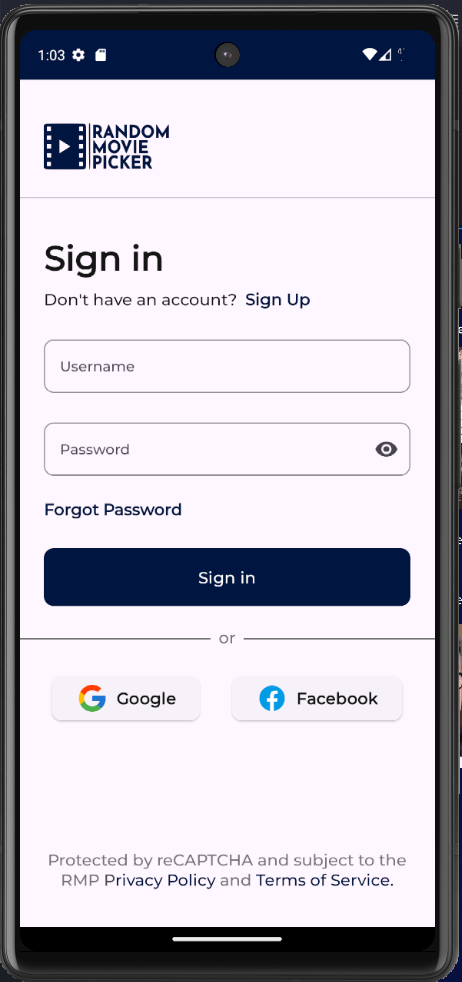 1:03
RANDOM
MOVIE
PICKER
Sign in
Don't have an account? Sign Up
Username
Password
Forgot Password
Sign in
or
Google
Facebook
Protected by reCAPTCHA and subject to the
RMP Privacy Policy and Terms of Service.